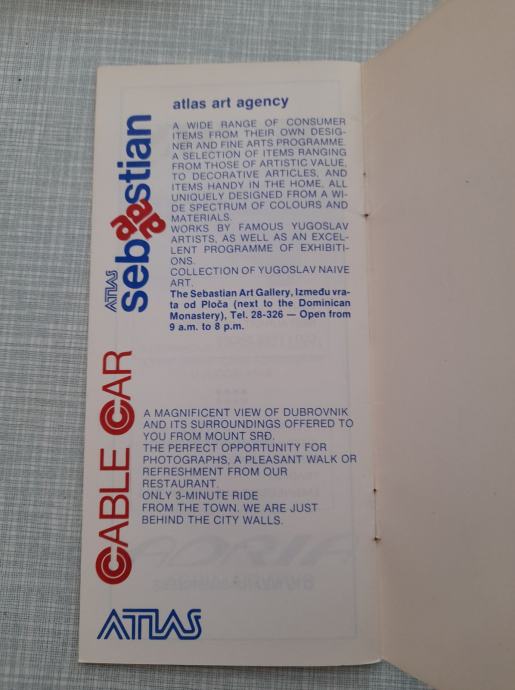 atlas art agency
A WIDE RANGE OF CONSUMER
ITEMS FROM THEIR OWN DESIG-
NER AND FINE ARTS PROGRAMME.
A SELECTION OF ITEMS RANGING
FROM THOSE OF ARTISTIC VALUE,
TO DECORATIVE ARTICLES, AND
ITEMS HANDY IN THE HOME, ALL
UNIQUELY DESIGNED FROM A WI-
DE SPECTRUM OF COLOURS AND
MATERIALS.
WORKS BY FAMOUS YUGOSLAV
ARTISTS, AS WELL AS AN EXCEL-
LENT PROGRAMME OF EXHIBITI-
ONS.
COLLECTION OF YUGOSLAV NAIVE
ART.
The Sebastian Art Gallery, Između vra-
ta od Ploča (next to the Dominican
Monastery), Tel. 28-326 — Open from
9 a.m. to 8 p.m.
ATLAS
sebastian
CABLE CAR
A MAGNIFICENT VIEW OF DUBROVNIK
AND ITS SURROUNDINGS OFFERED TO
YOU FROM MOUNT SRD.
THE PERFECT OPPORTUNITY FOR
PHOTOGRAPHS, A PLEASANT WALK OR
REFRESHMENT FROM OUR
RESTAURANT.
ONLY 3-MINUTE RIDE
FROM THE TOWN. WE ARE JUST
BEHIND THE CITY WALLS.
ATLAS